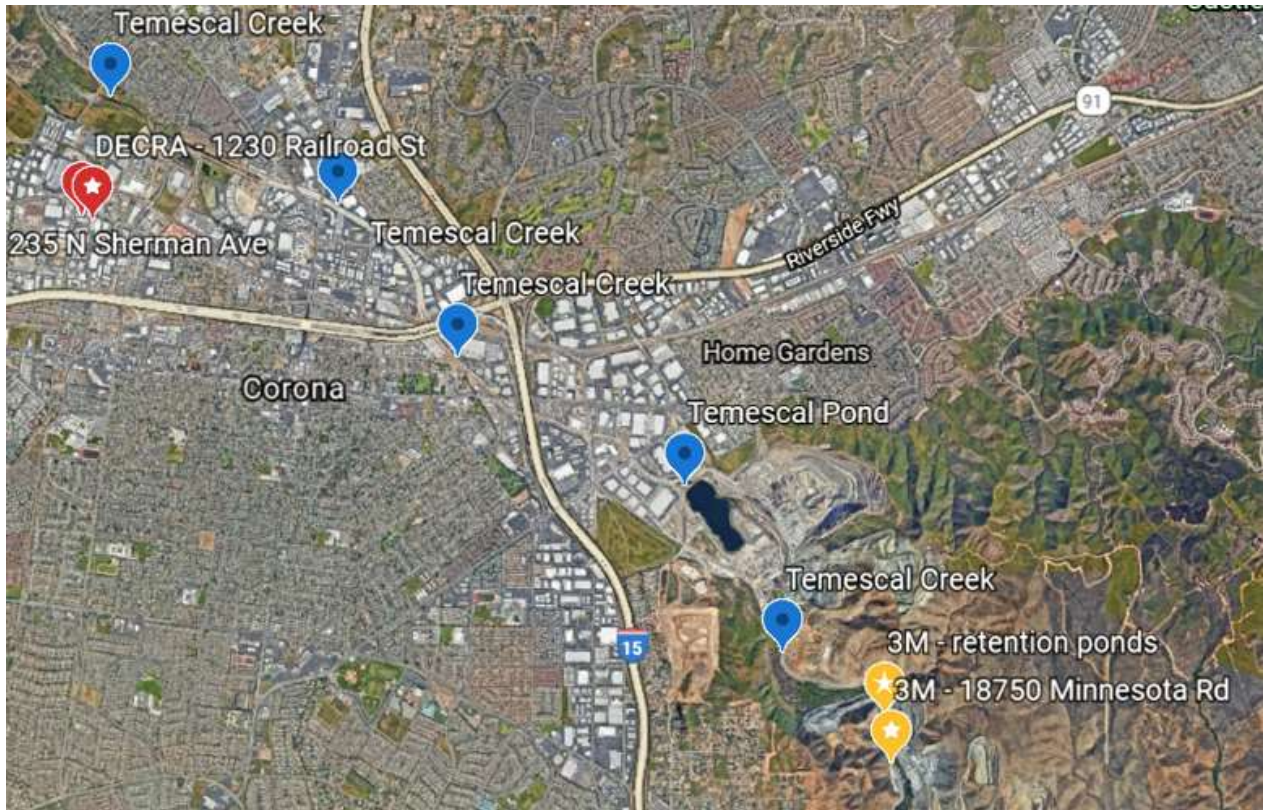 Temescal Creek
91
DECRA - 1230 Railroad St
Riverside Fwy
235 N Sherman Ave
Temescal Creek
Temescal Creek
Home Gardens
Corona
Temescal Pond
Temescal Creek
15
3M - retention ponds
3M - 18750 Minnesota Rd